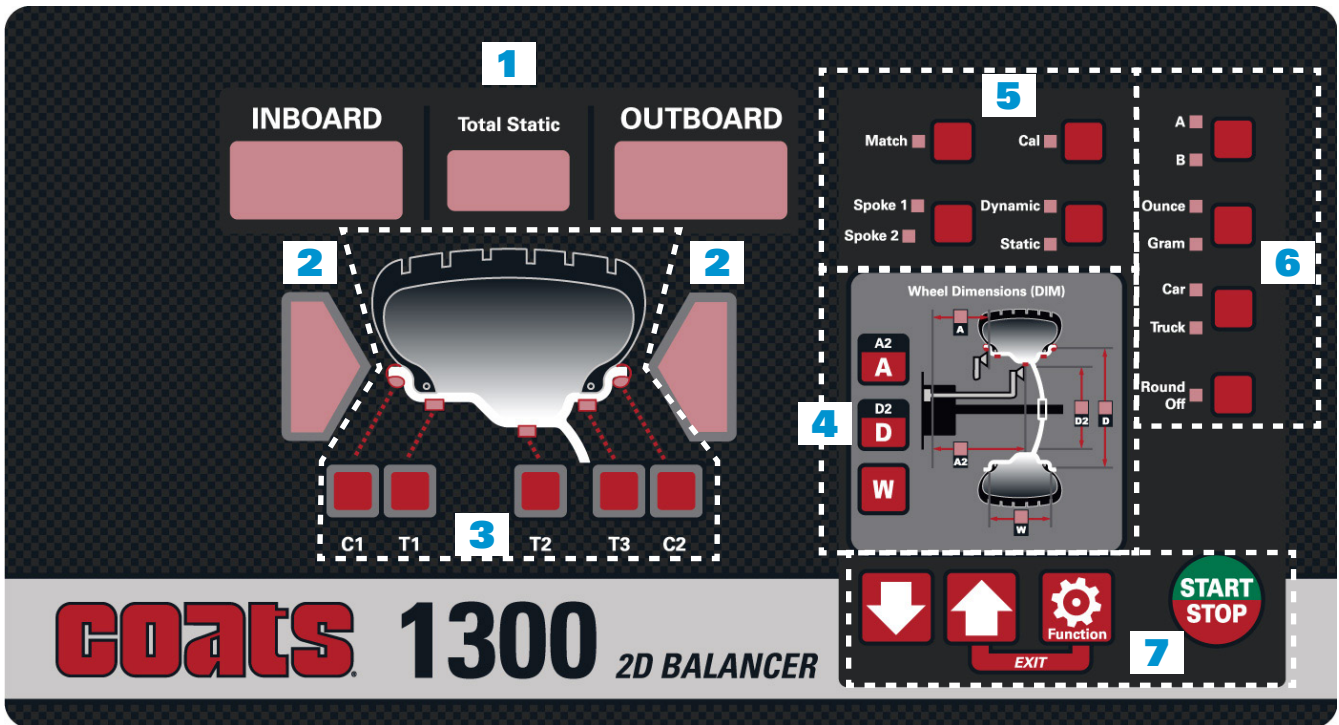 1
INBOARD
Total Static
OUTBOARD
2
2
C1
T1
3
T2
T3
C2
5
Match
Cal
Spoke 1
Spoke 2
Dynamic
Static
A
B
Ounce
Gram
6
Car
Truck
Round
Off
Wheel Dimensions (DIM)
A
A2
A
D2
D
W
4
D2
D
A2
W
coats
1300
2D BALANCER
Function
EXIT
START
STOP
7